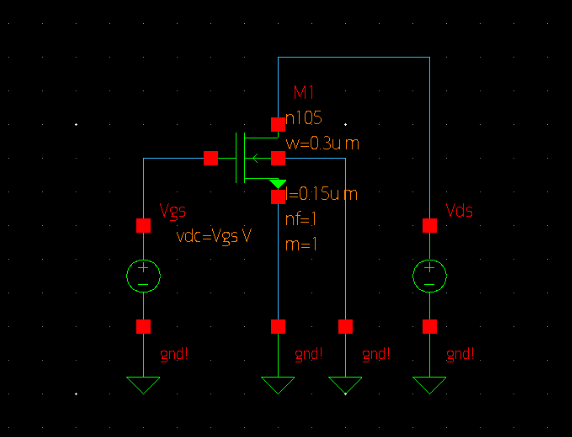 M1
n105
w=0.3u m
l=0.15u m
nf=1
m=1
Vgs
vdc=Vgs V
Vds
gnd!
gnd!
gnd!
gnd!